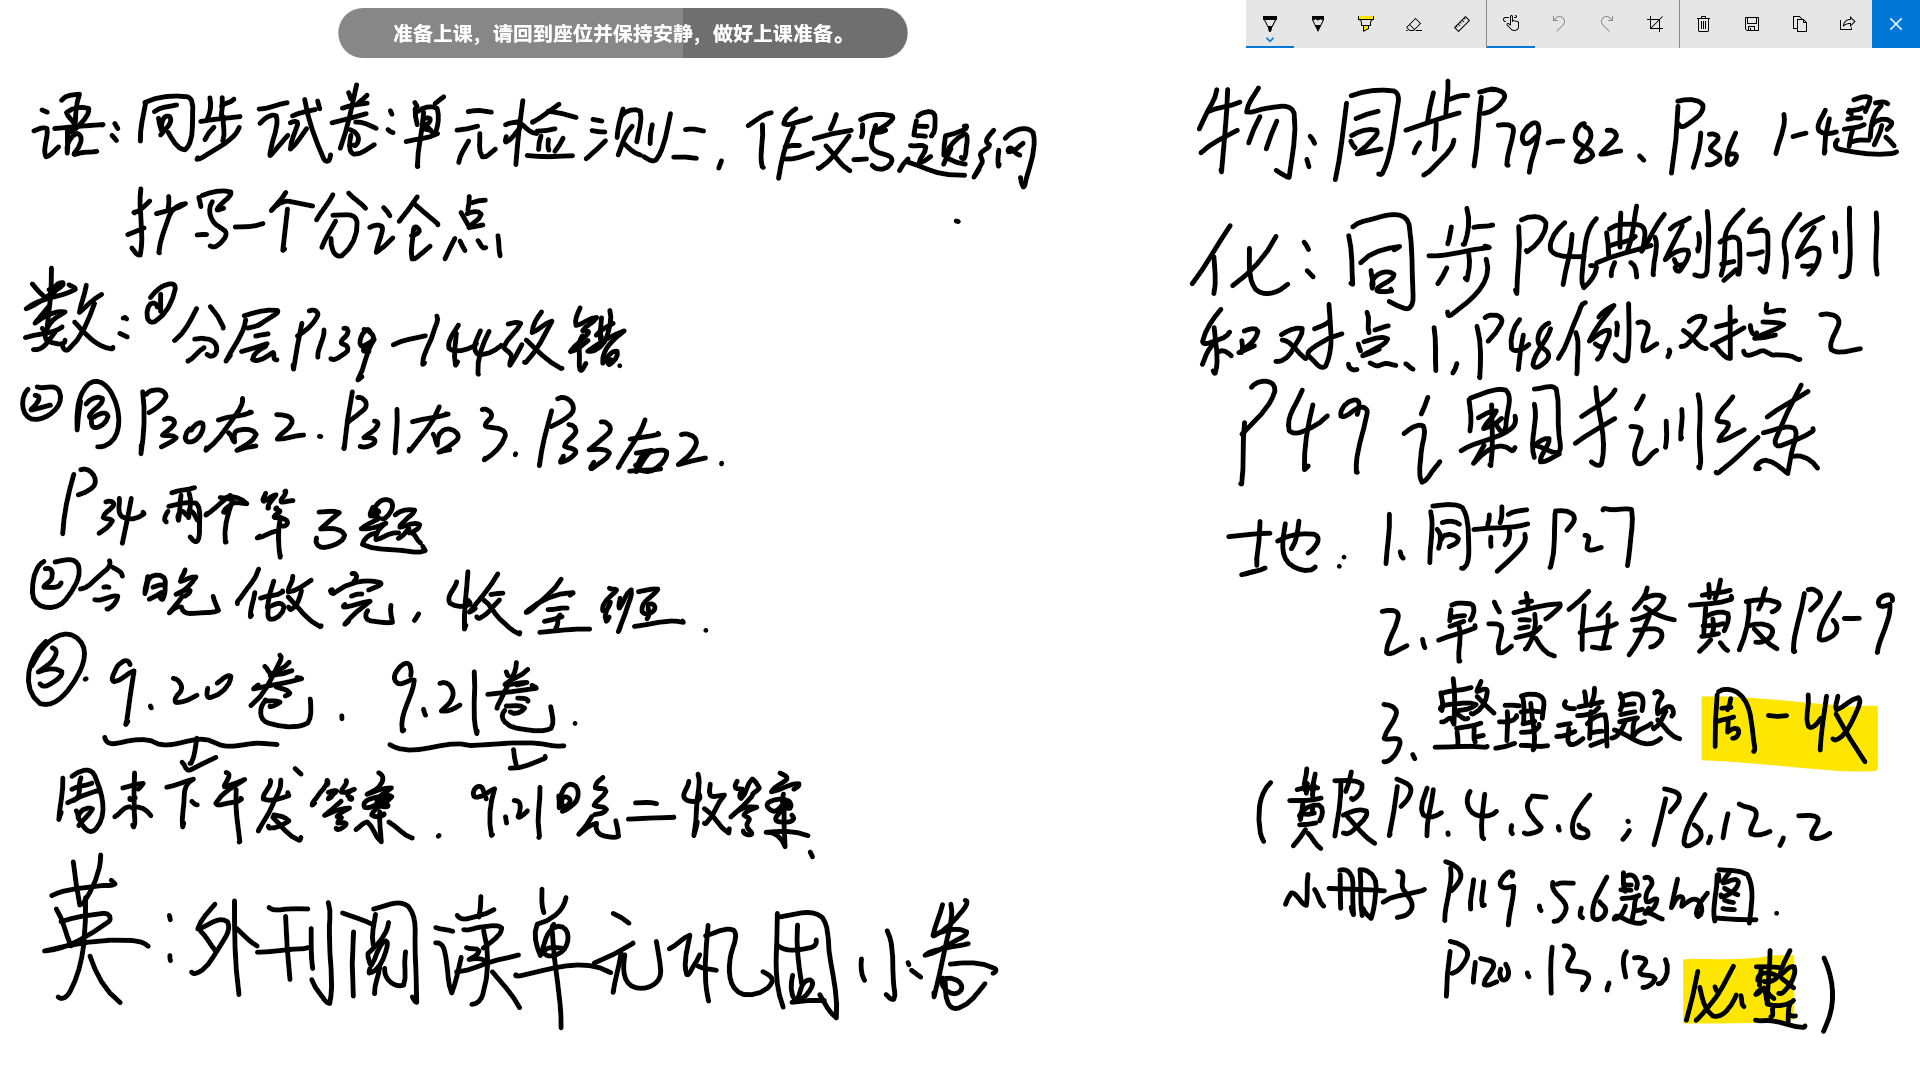 准备上课，请回到座位并保持安静，做好上课准备。
语：同步试卷：单元检测二，作文写题纲
抄写一个分论点
数：①分层P139-144改错.
②同P30右2. P31右3. P33右2.
P34两个第3题
②今日晚做完，收全班.
③. 9.20卷. 9.21卷.
周末下午发答案. 9.21日晚二收答案.
英：外刊阅读单元巩固小卷
物：同步P79-82、P136 1-4题
化：同步P46典例的例1
和对点、1, P48例2, 对点2
P49 课时训练
地：1、同步P27
2、早读任务黄皮P6-9
3、整理错题 周一收
（黄皮P4. 4.5.6；P6,12,2
小册子P119.5.6题hr图.
P120.13,(3) 必整）